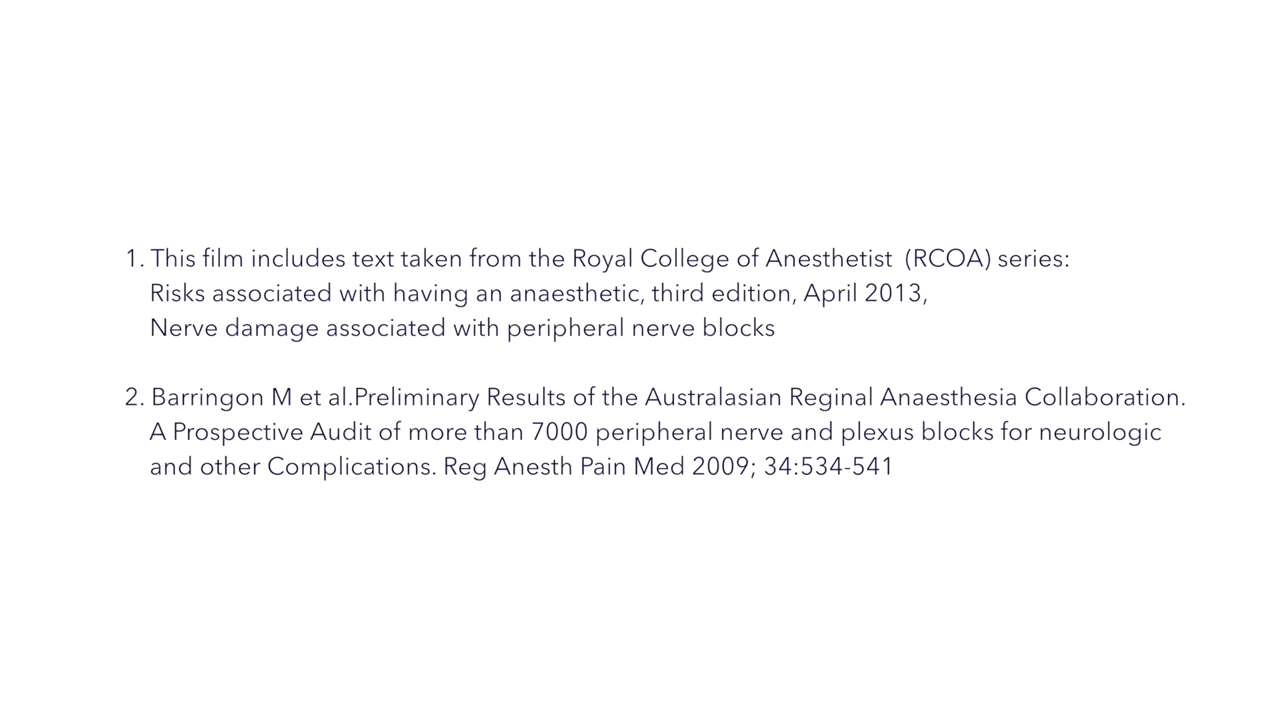 1. This film includes text taken from the Royal College of Anesthetist  (RCOA) series:
Risks associated with having an anaesthetic, third edition, April 2013,
Nerve damage associated with peripheral nerve blocks
2. Barringon M et al.Preliminary Results of the Australasian Reginal Anaesthesia Collaboration.
A Prospective Audit of more than 7000 peripheral nerve and plexus blocks for neurologic
and other Complications. Reg Anesth Pain Med 2009; 34:534-541